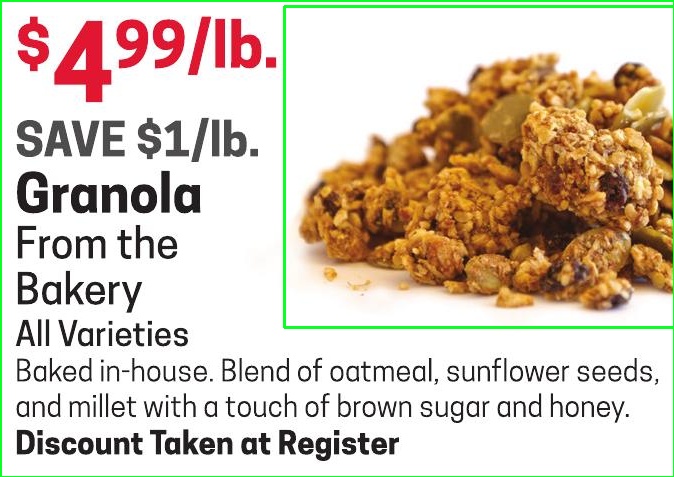 $4.99/lb.
SAVE $1/lb.
Granola
From the
Bakery
All Varieties
Baked in-house. Blend of oatmeal, sunflower seeds,
and millet with a touch of brown sugar and honey.
Discount Taken at Register